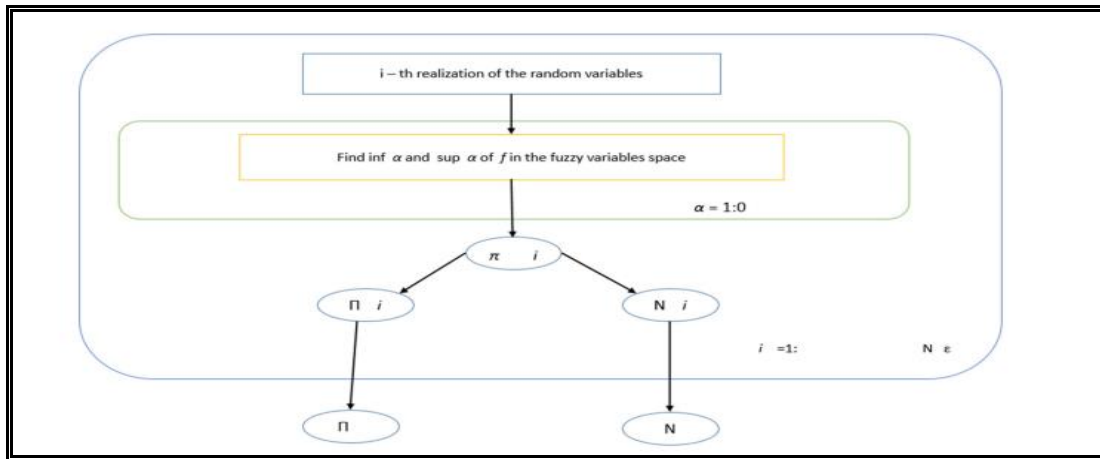 i – th realization of the random variables
Find inf α and sup α of f in the fuzzy variables space
α = 1:0
π i
Π i
N i
i =1: N ε
Π
N